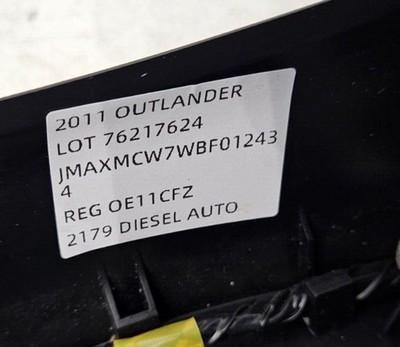 2011 OUTLANDER
LOT 76217624
JMAXMCW7WBF01243
4
REG OE11CFZ
2179 DIESEL AUTO